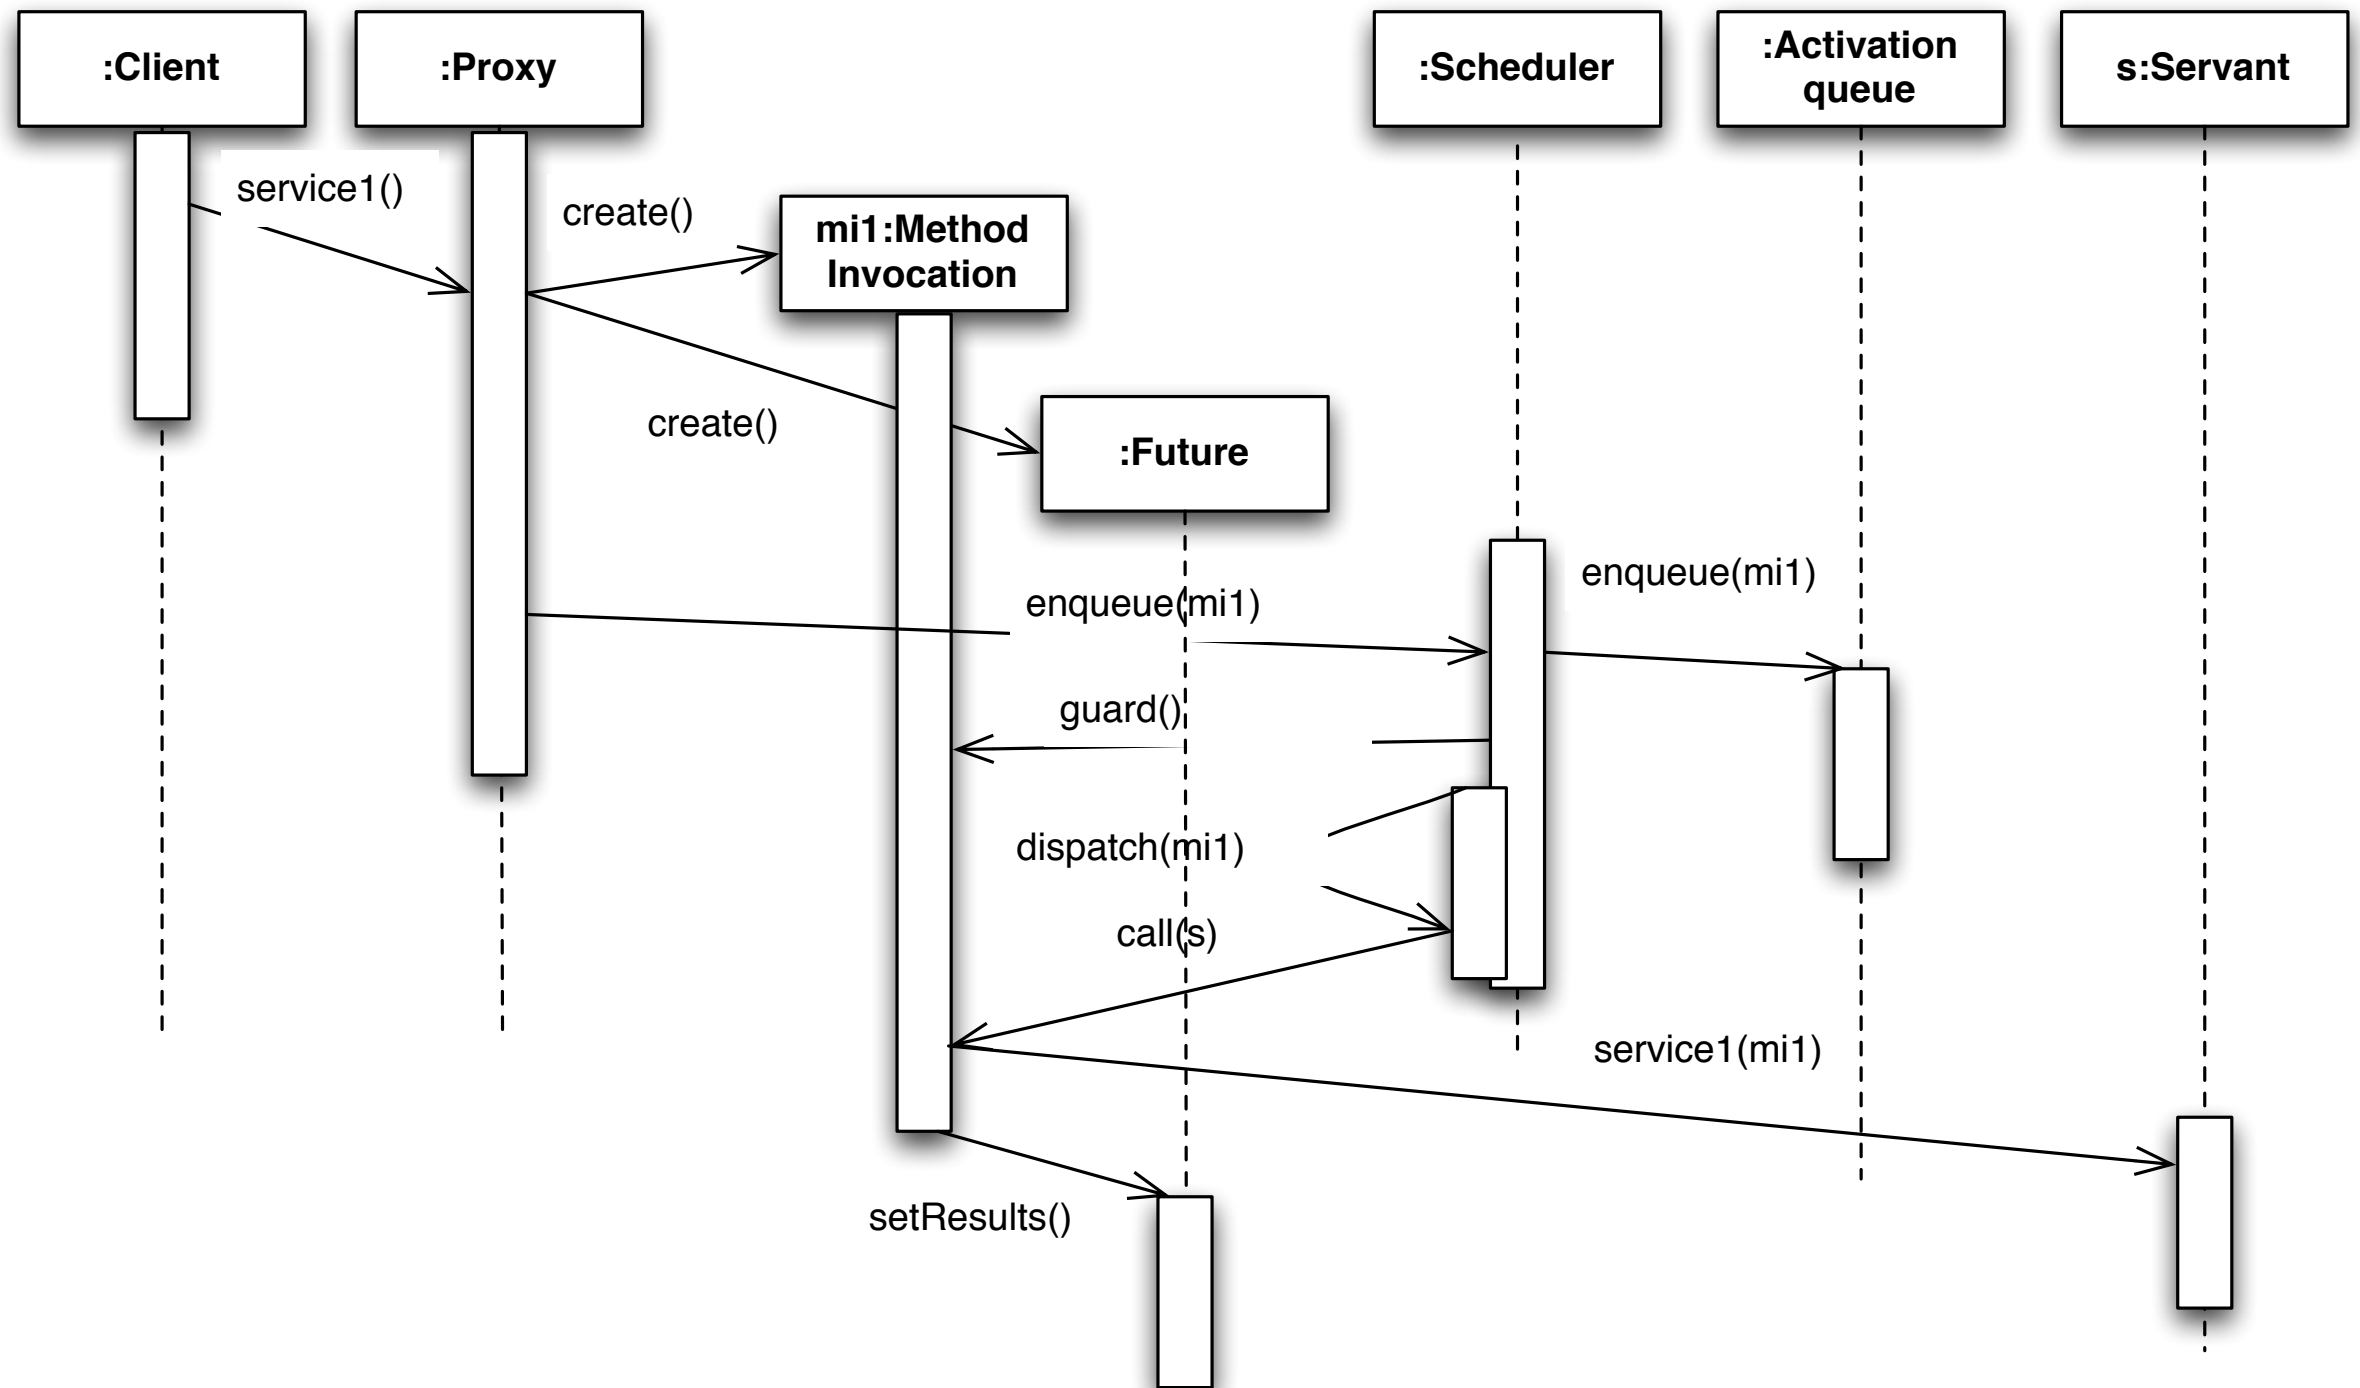 :Client
:Proxy
:Scheduler
:Activation
queue
s:Servant
service1()
create()
mi1:Method
Invocation
create()
:Future
enqueue(mi1)
enqueue(mi1)
guard()
dispatch(mi1)
call(s)
service1(mi1)
setResults()